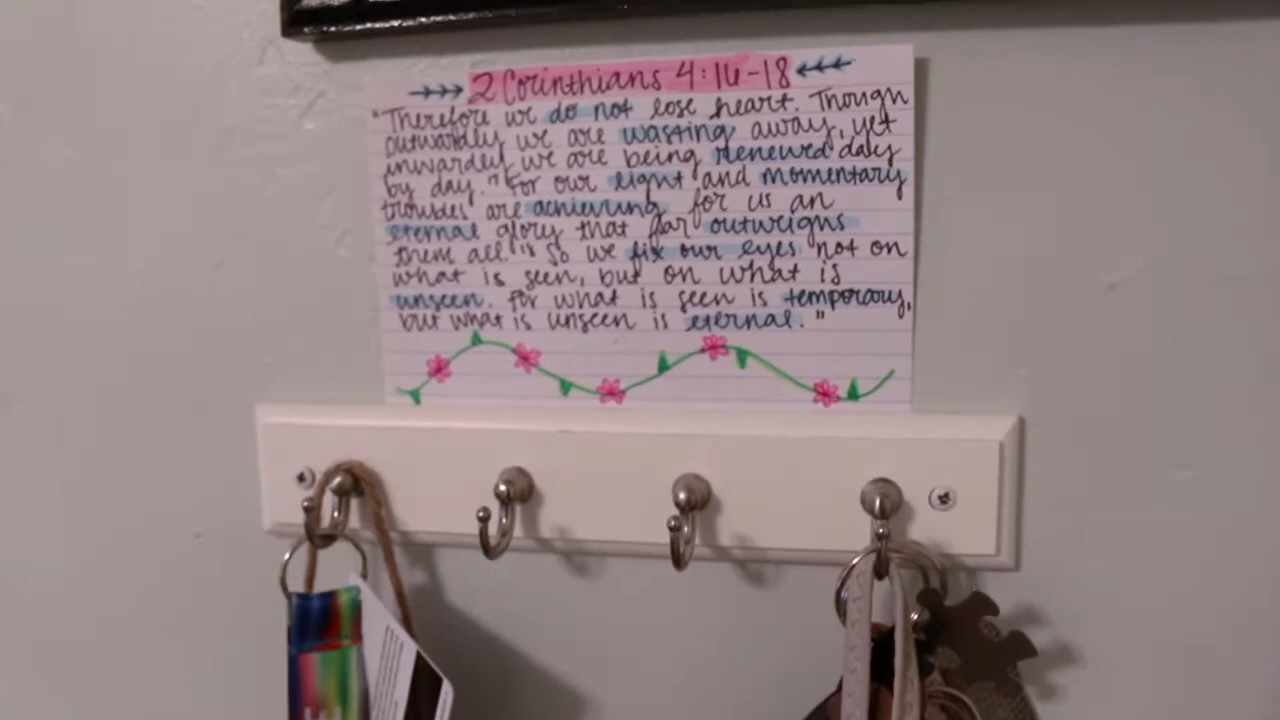 2 Corinthians 4:16-18
"Therefore we do not lose heart. Though
outwardly we are wasting away, yet
inwardly we are being renewed day
by day. 17 For our light and momentary
troubles are achieving for us an
eternal glory that far outweighs
them all. 18 So we fix our eyes not on
what is seen, but on what is
unseen. For what is seen is temporary,
but what is unseen is eternal."